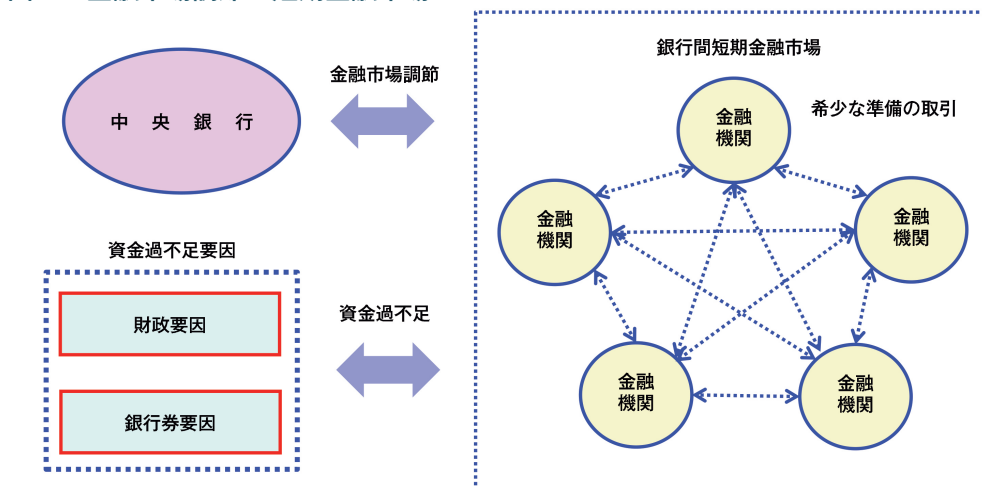 銀行間短期金融市場
金融市場調節
中央銀行
希少な準備の取引
金融
機関
金融
機関
金融
機関
資金過不足要因
財政要因
資金過不足
銀行券要因
金融
機関
金融
機関